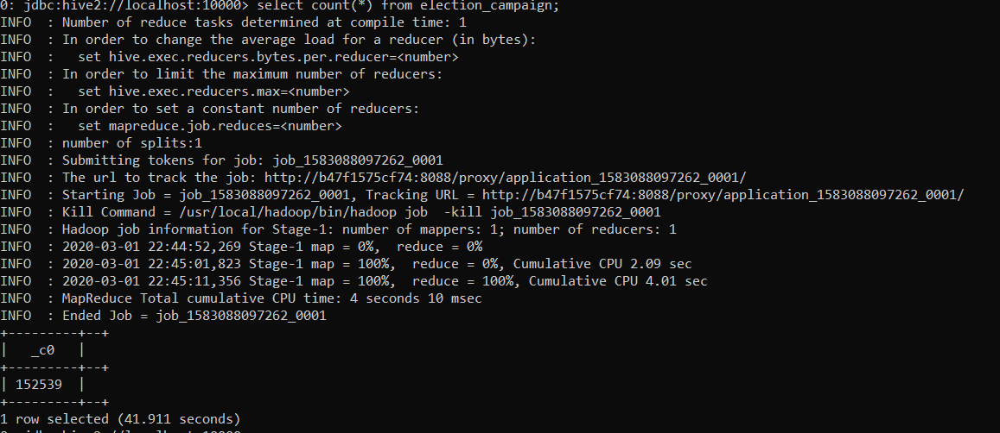 0: jdbc:hive2://localhost:10000> select count(*) from election_campaign;
INFO  : Number of reduce tasks determined at compile time: 1
INFO  : In order to change the average load for a reducer (in bytes):
INFO  :   set hive.exec.reducers.bytes.per.reducer=<number>
INFO  : In order to limit the maximum number of reducers:
INFO  :   set hive.exec.reducers.max=<number>
INFO  : In order to set a constant number of reducers:
INFO  :   set mapreduce.job.reduces=<number>
INFO  : number of splits:1
INFO  : Submitting tokens for job: job_1583088097262_0001
INFO  : The url to track the job: http://b47f1575cf74:8088/proxy/application_1583088097262_0001/
INFO  : Starting Job = job_1583088097262_0001, Tracking URL = http://b47f1575cf74:8088/proxy/application_1583088097262_0001/
INFO  : Kill Command = /usr/local/hadoop/bin/hadoop job  -kill job_1583088097262_0001
INFO  : Hadoop job information for Stage-1: number of mappers: 1; number of reducers: 1
INFO  : 2020-03-01 22:44:52,269 Stage-1 map = 0%,  reduce = 0%
INFO  : 2020-03-01 22:45:01,823 Stage-1 map = 100%,  reduce = 0%, Cumulative CPU 2.09 sec
INFO  : 2020-03-01 22:45:11,356 Stage-1 map = 100%,  reduce = 100%, Cumulative CPU 4.01 sec
INFO  : MapReduce Total cumulative CPU time: 4 seconds 10 msec
INFO  : Ended Job = job_1583088097262_0001
+---------+--+
|   _c0   |
+---------+--+
| 152539  |
+---------+--+
1 row selected (41.911 seconds)
0: jdbc:hive2://localhost:10000